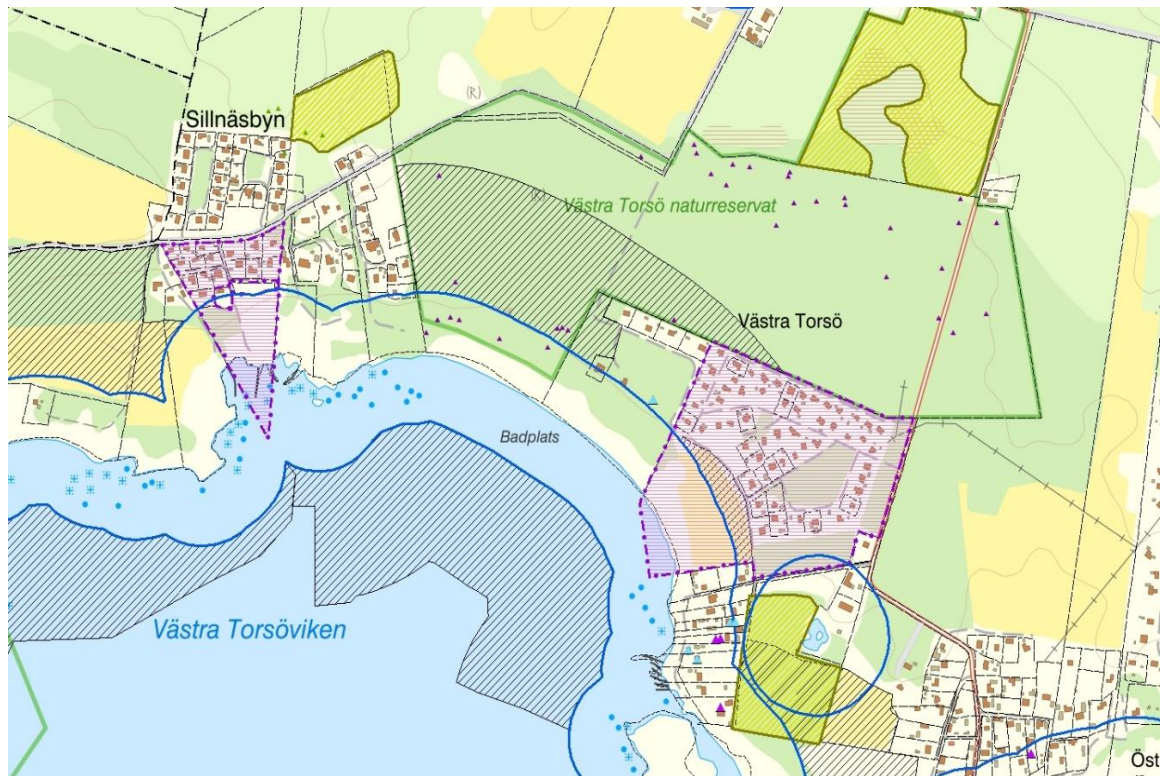 (R)
Sillnäsbyn
(K)
Västra Torsö naturreservat
Västra Torsö
Badplats
Västra Torsöviken
Öst